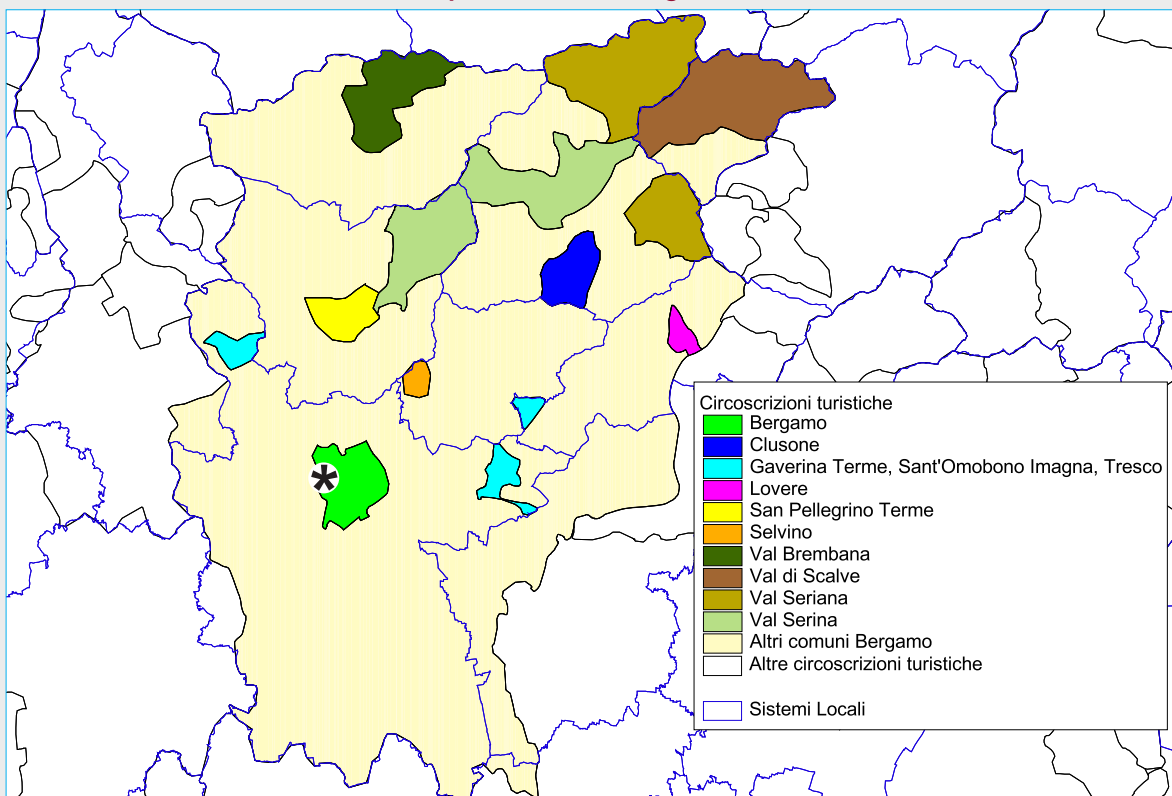 Circoscrizioni turistiche
Bergamo
Clusone
Gaverina Terme, Sant'Omobono Imagna, Tresco
Lovere
San Pellegrino Terme
Selvino
Val Brembana
Val di Scalve
Val Seriana
Val Serina
Altri comuni Bergamo
Altre circoscrizioni turistiche
Sistemi Locali
*